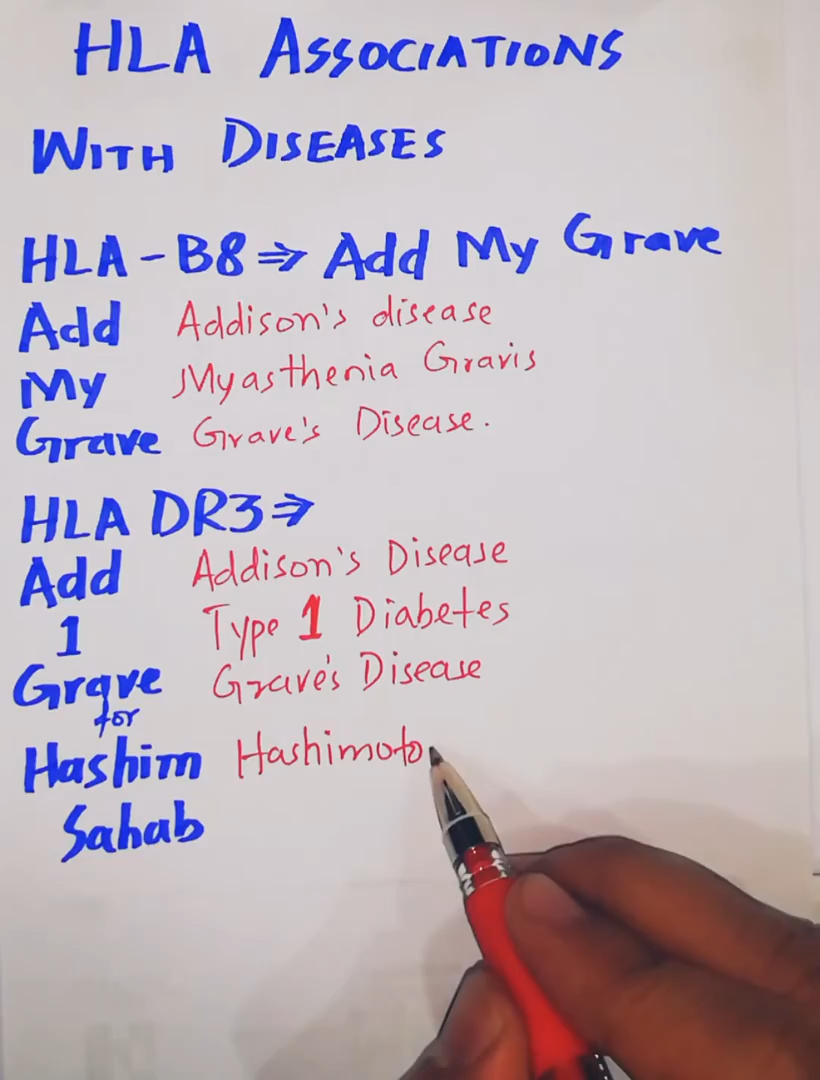 HLA ASSOCIATIONS
WITH DISEASES
HLA-B8⇒ Add My Grave
Add Addison's disease
My Myasthenia Gravis
Grave Grave's Disease.
HLA DR3⇒
Add Addison's Disease
1 Type 1 Diabetes
Grave Grave's Disease
for
Hashim Hashimoto
Sahab